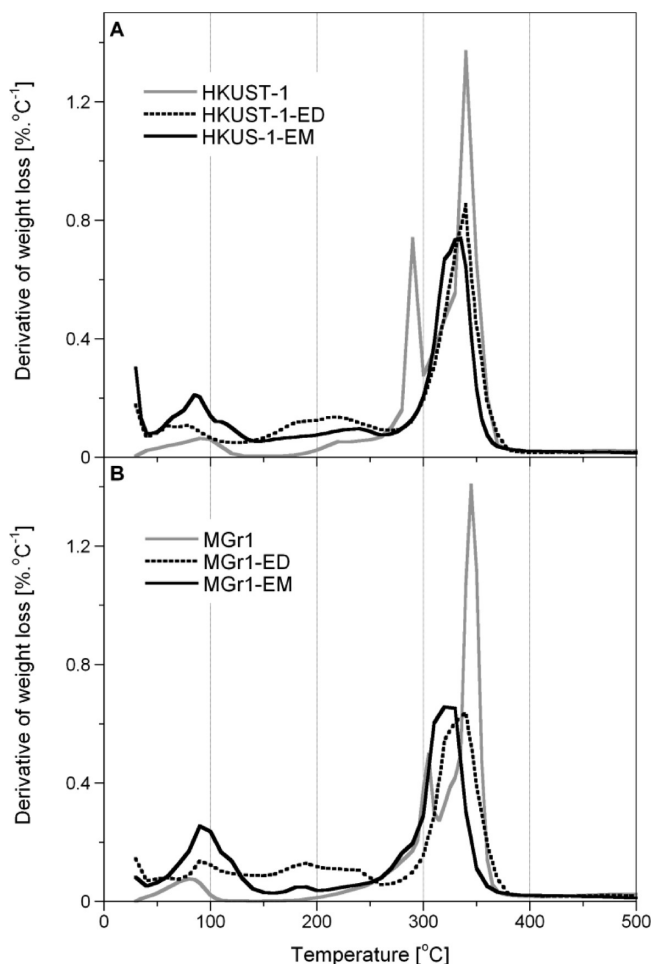 A
HKUST-1
HKUST-1-ED
HKUS-1-EM
Derivative of weight loss [%.°C⁻¹]
1.2
0.8
0.4
0
B
MGr1
MGr1-ED
MGr1-EM
Derivative of weight loss [%.°C⁻¹]
1.2
0.8
0.4
0
0 100 200 300 400 500
Temperature [°C]